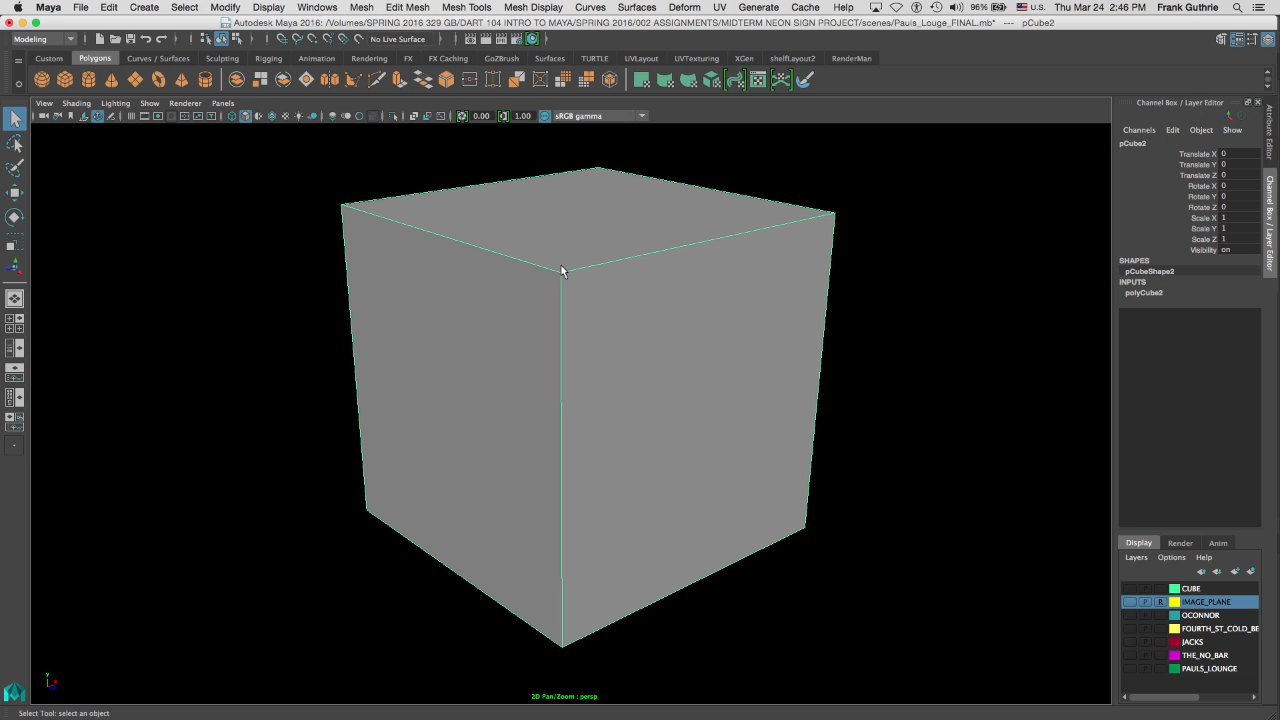 Maya File Edit Create Select Modify Display Windows Mesh Edit Mesh Mesh Tools Mesh Display Curves Surfaces Deform UV Generate Cache Help U.S. 96% Thu Mar 24 2:46 PM Frank Guthrie
Autodesk Maya 2016: /Volumes/SPRING 2016 329 GB/DART 104 INTRO TO MAYA/SPRING 2016/002 ASSIGNMENTS/MIDTERM NEON SIGN PROJECT/scenes/Pauls_Louge_FINAL.mb* --- pCube2
Modeling No Live Surface
Custom Polygons Curves / Surfaces Sculpting Rigging Animation Rendering FX FX Caching GoZBrush Surfaces TURTLE UVLayout UVTexturing XGen shelfLayout2 RenderMan
View Shading Lighting Show Renderer Panels
0.00 1.00 sRGB gamma
Channel Box / Layer Editor
Channels Edit Object Show
pCube2
Translate X 0
Translate Y 0
Translate Z 0
Rotate X 0
Rotate Y 0
Rotate Z 0
Scale X 1
Scale Y 1
Scale Z 1
Visibility on
SHAPES
pCubeShape2
INPUTS
polyCube2
Attribute Editor
Channel Box / Layer Editor
Display Render Anim
Layers Options Help
CUBE
P R IMAGE_PLANE
OCONNOR
FOURTH_ST_COLD_BE
JACKS
THE_NO_BAR
PAULS_LOUNGE
y
x
2D Pan/Zoom : persp
Select Tool: select an object